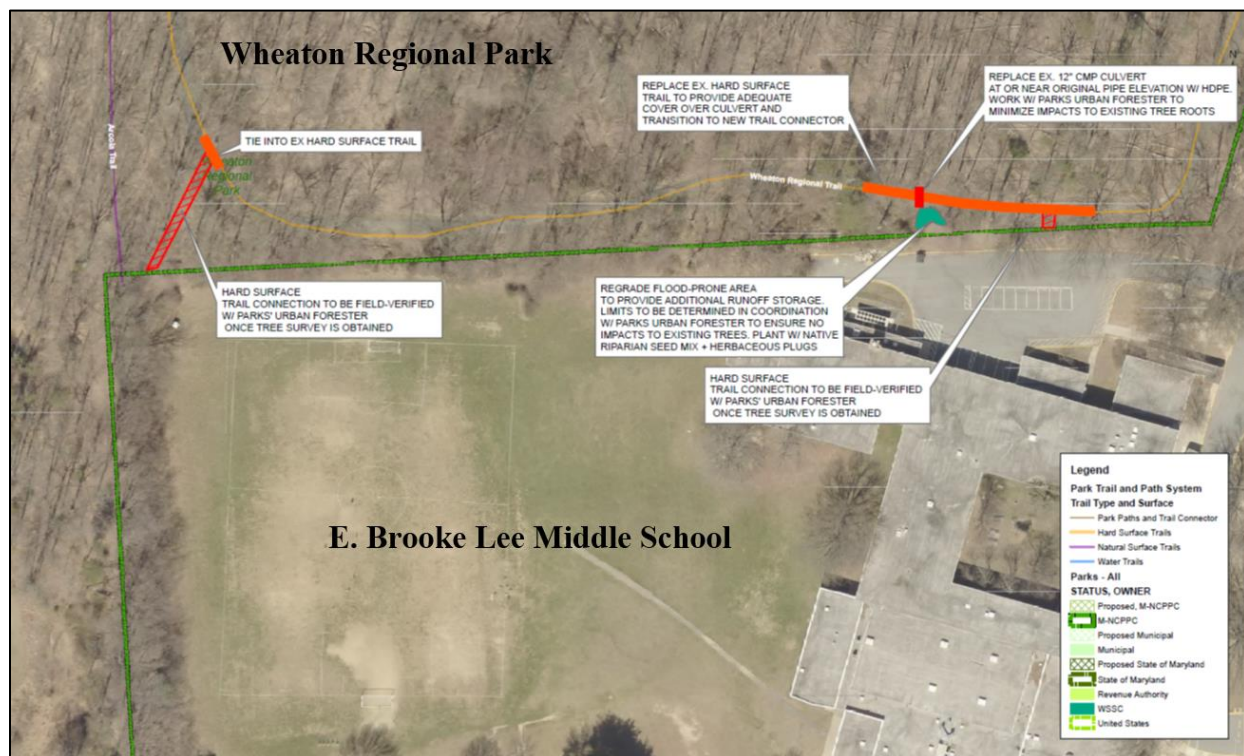 Wheaton Regional Park
N
REPLACE EX. HARD SURFACE
TRAIL TO PROVIDE ADEQUATE
COVER OVER CULVERT AND
TRANSITION TO NEW TRAIL CONNECTOR
REPLACE EX. 12" CMP CULVERT
AT OR NEAR ORIGINAL PIPE ELEVATION W/ HDPE.
WORK W/ PARKS URBAN FORESTER TO
MINIMIZE IMPACTS TO EXISTING TREE ROOTS
TIE INTO EX HARD SURFACE TRAIL
Arcola Trail
Wheaton
Regional
Park
Wheaton Regional Trail
HARD SURFACE
TRAIL CONNECTION TO BE FIELD-VERIFIED
W/ PARKS' URBAN FORESTER
ONCE TREE SURVEY IS OBTAINED
REGRADE FLOOD-PRONE AREA
TO PROVIDE ADDITIONAL RUNOFF STORAGE.
LIMITS TO BE DETERMINED IN COORDINATION
W/ PARKS URBAN FORESTER TO ENSURE NO
IMPACTS TO EXISTING TREES. PLANT W/ NATIVE
RIPARIAN SEED MIX + HERBACEOUS PLUGS
HARD SURFACE
TRAIL CONNECTION TO BE FIELD-VERIFIED
W/ PARKS' URBAN FORESTER
ONCE TREE SURVEY IS OBTAINED
E. Brooke Lee Middle School
Legend
Park Trail and Path System
Trail Type and Surface
Park Paths and Trail Connector
Hard Surface Trails
Natural Surface Trails
Water Trails
Parks - All
STATUS, OWNER
Proposed, M-NCPPC
M-NCPPC
Proposed Municipal
Municipal
Proposed State of Maryland
State of Maryland
Revenue Authority
WSSC
United States